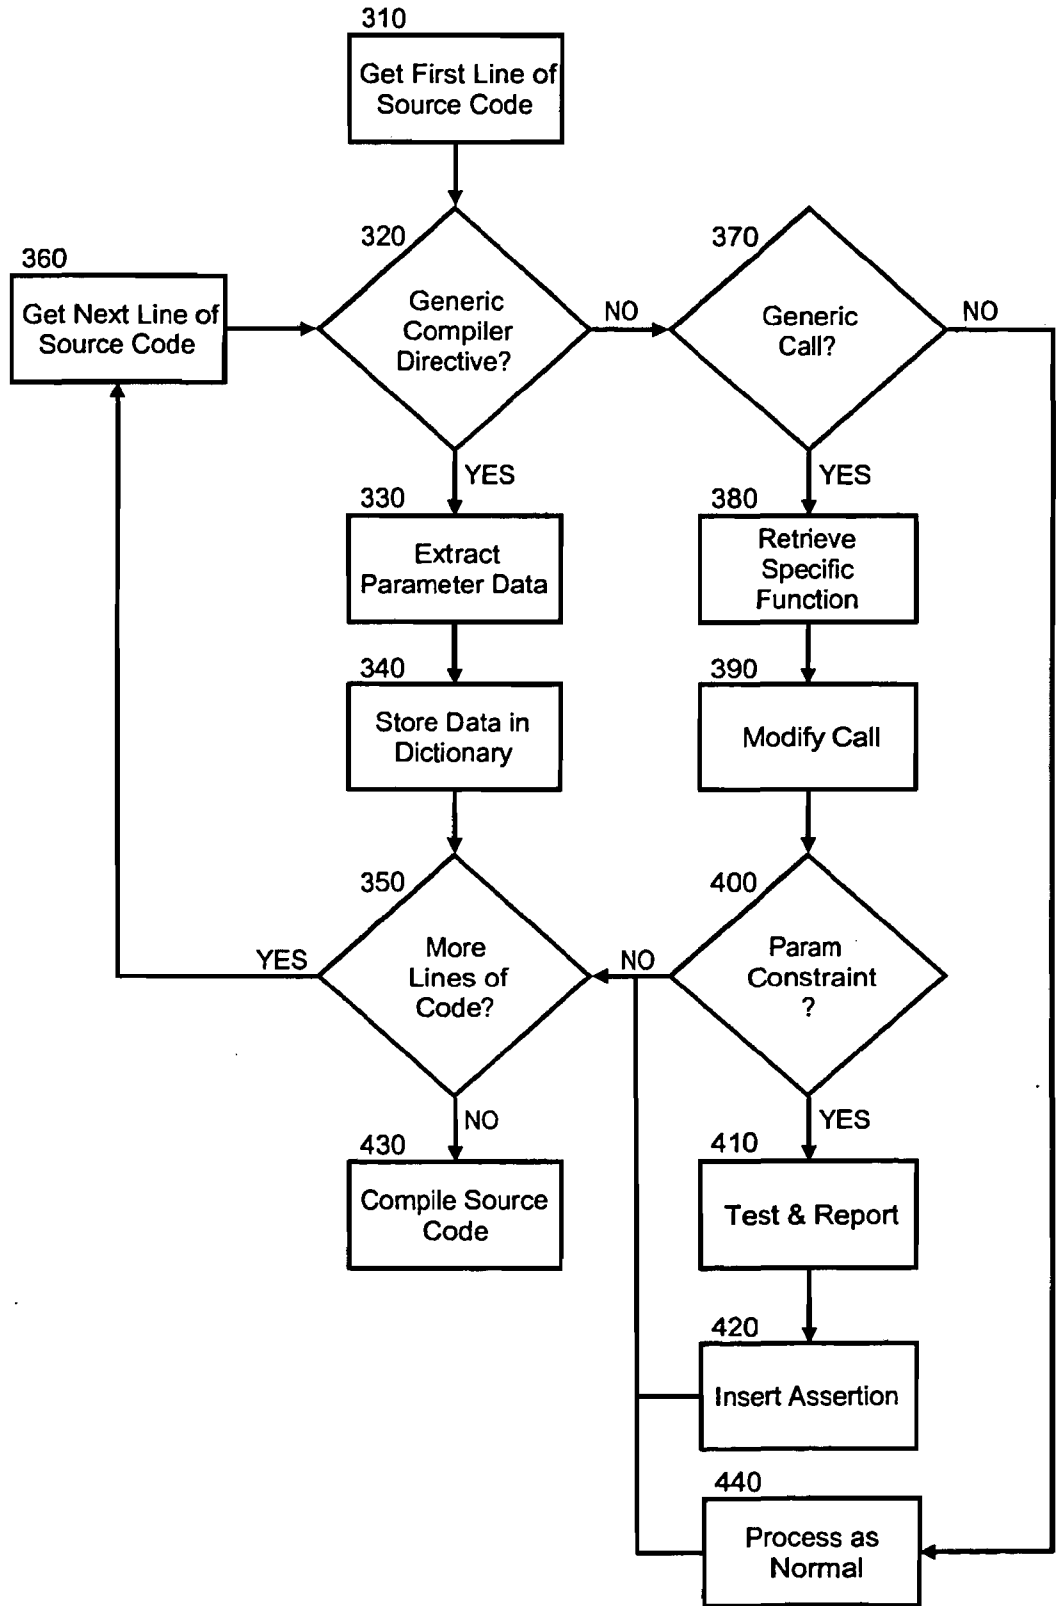 310
Get First Line of
Source Code
320
Generic
Compiler
Directive?
NO
370
Generic
Call?
NO
360
Get Next Line of
Source Code
YES
330
Extract
Parameter Data
YES
380
Retrieve
Specific
Function
340
Store Data in
Dictionary
390
Modify Call
350
More
Lines of
Code?
YES
NO
400
Param
Constraint
?
NO
430
Compile Source
Code
YES
410
Test & Report
420
Insert Assertion
440
Process as
Normal